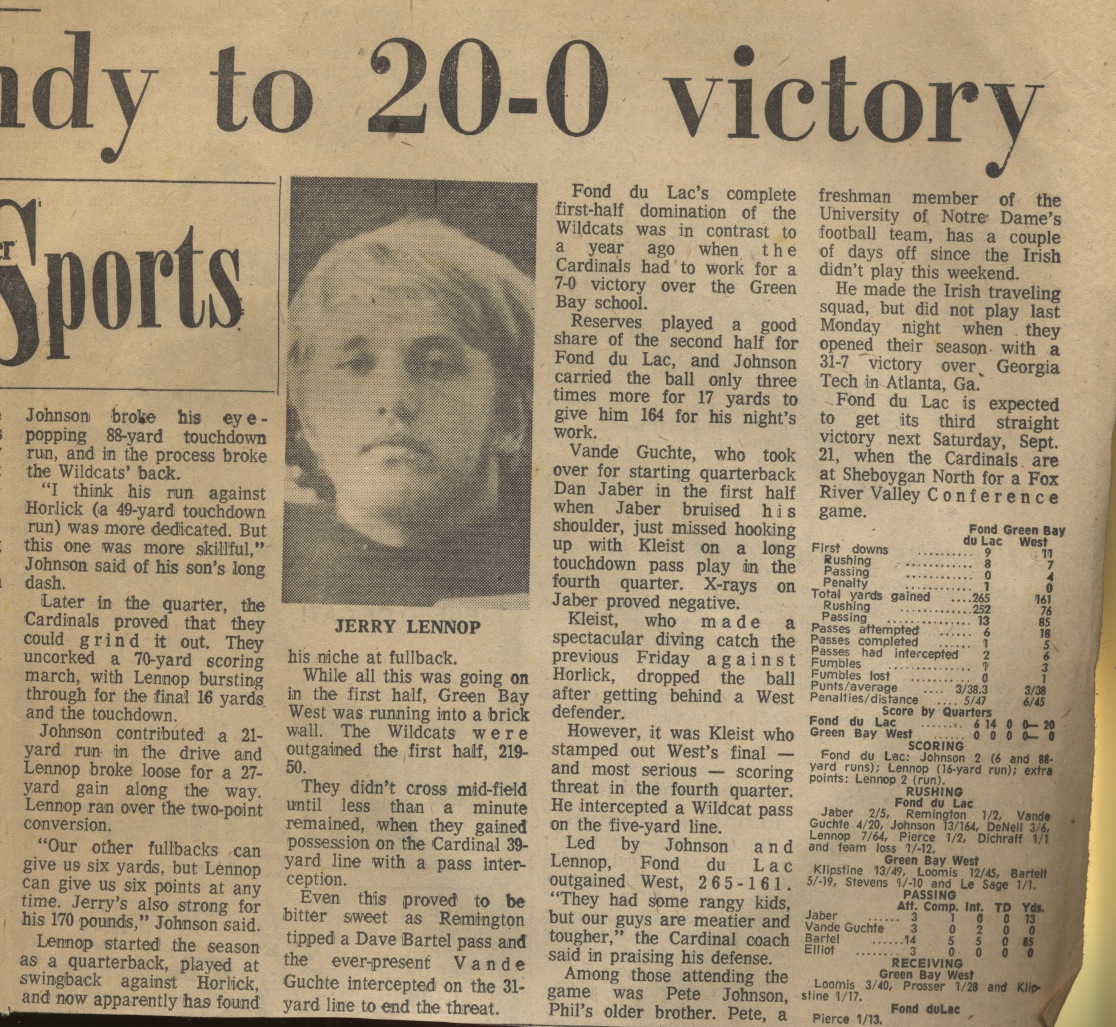 ndy to 20-0 victory
er
Sports
Johnson broke his eye-
popping 88-yard touchdown
run, and in the process broke
the Wildcats' back.
"I think his run against
Horlick (a 49-yard touchdown
run) was more dedicated. But
this one was more skillful,"
Johnson said of his son's long
dash.
Later in the quarter, the
Cardinals proved that they
could grind it out. They
uncorked a 70-yard scoring
march, with Lennop bursting
through for the final 16 yards
and the touchdown.
Johnson contributed a 21-
yard run in the drive and
Lennop broke loose for a 27-
yard gain along the way.
Lennop ran over the two-point
conversion.
"Our other fullbacks can
give us six yards, but Lennop
can give us six points at any
time. Jerry's also strong for
his 170 pounds," Johnson said.
Lennop started the season
as a quarterback, played at
swingback against Horlick,
and now apparently has found
JERRY LENNOP
his niche at fullback.
While all this was going on
in the first half, Green Bay
West was running into a brick
wall. The Wildcats were
outgained the first half, 219-
50.
They didn't cross mid-field
until less than a minute
remained, when they gained
possession on the Cardinal 39-
yard line with a pass inter-
ception.
Even this proved to be
bitter sweet as Remington
tipped a Dave Bartel pass and
the ever-present Vande
Guchte intercepted on the 31-
yard line to end the threat.
Fond du Lac's complete
first-half domination of the
Wildcats was in contrast to
a year ago when the
Cardinals had to work for a
7-0 victory over the Green
Bay school.
Reserves played a good
share of the second half for
Fond du Lac, and Johnson
carried the ball only three
times more for 17 yards to
give him 164 for his night's
work.
Vande Guchte, who took
over for starting quarterback
Dan Jaber in the first half
when Jaber bruised his
shoulder, just missed hooking
up with Kleist on a long
touchdown pass play in the
fourth quarter. X-rays on
Jaber proved negative.
Kleist, who made a
spectacular diving catch the
previous Friday against
Horlick, dropped the ball
after getting behind a West
defender.
However, it was Kleist who
stamped out West's final —
and most serious — scoring
threat in the fourth quarter.
He intercepted a Wildcat pass
on the five-yard line.
Led by Johnson and
Lennop, Fond du Lac
outgained West, 265-161.
"They had some rangy kids,
but our guys are meatier and
tougher," the Cardinal coach
said in praising his defense.
Among those attending the
game was Pete Johnson,
Phil's older brother. Pete, a
freshman member of the
University of Notre Dame's
football team, has a couple
of days off since the Irish
didn't play this weekend.
He made the Irish traveling
squad, but did not play last
Monday night when they
opened their season with a
31-7 victory over Georgia
Tech in Atlanta, Ga.
Fond du Lac is expected
to get its third straight
victory next Saturday, Sept.
21, when the Cardinals are
at Sheboygan North for a Fox
River Valley Conference
game.
Fond Green Bay
du Lac West
First downs .......... 9 11
Rushing .......... 8 7
Passing .......... 0 4
Penalty .......... 1 0
Total yards gained ....265 161
Rushing ...........252 76
Passing .......... 13 85
Passes attempted ...... 6 18
Passes completed ...... 1 5
Passes had intercepted 2 6
Fumbles .............. 3
Fumbles lost .......... 0 1
Punts/average .... 3/38.3 3/38
Penalties/distance .... 5/47 6/45
Score by Quarters
Fond du Lac ........ 6 14 0 0— 20
Green Bay West ...... 0 0 0 0— 0
SCORING
Fond du Lac: Johnson 2 (6 and 88-
yard runs); Lennop (16-yard run); extra
points: Lennop 2 (run).
RUSHING
Fond du Lac
Jaber 2/5, Remington 1/2, Vande
Guchte 4/20, Johnson 13/164, DeNell 3/6,
Lennop 7/64, Pierce 1/2, Dichraff 1/1
and team loss 1/-12.
Green Bay West
Klipstine 13/49, Loomis 12/45, Bartelt
5/-19, Stevens 1/-10 and Le Sage 1/1.
PASSING
Att. Comp. Int. TD Yds.
Jaber ...... 3 1 0 0 13
Vande Guchte 3 0 2 0 0
Bartel ......14 5 5 0 85
Elliot ........ 3 0 0 0 0
RECEIVING
Green Bay West
Loomis 3/40, Prosser 1/28 and Klip-
stine 1/17.
Fond duLac
Pierce 1/13.